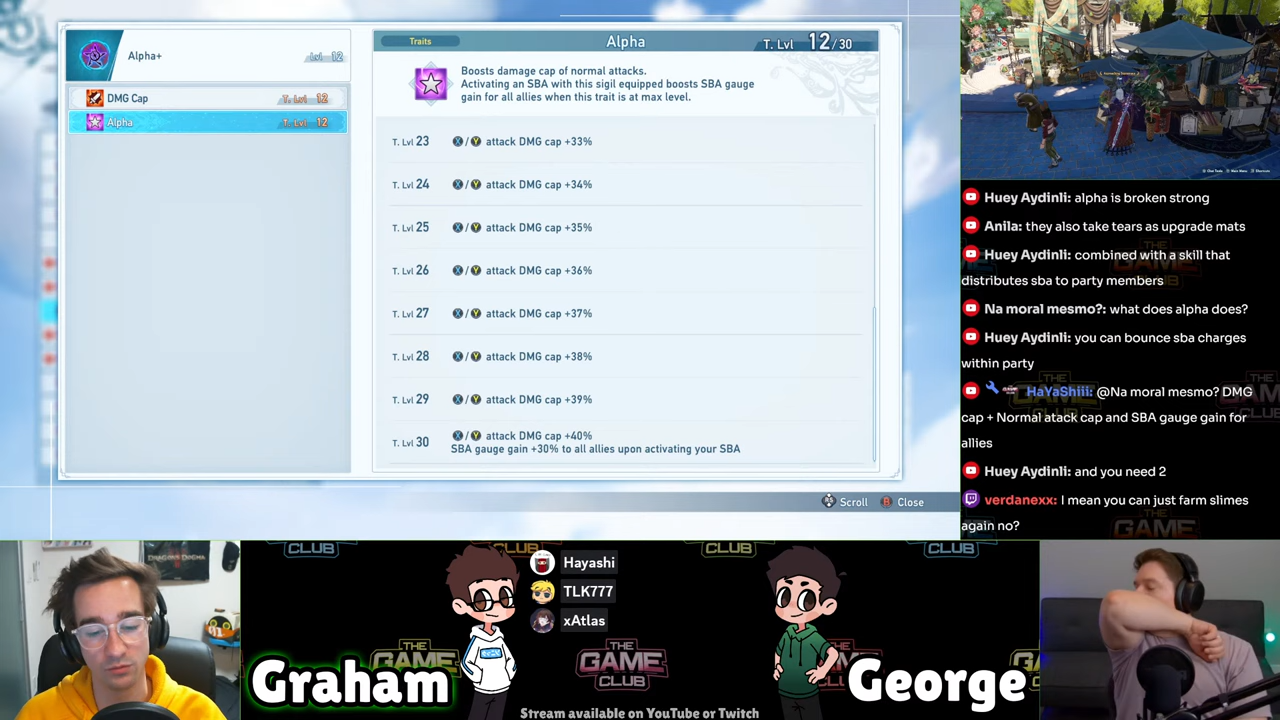 Alpha+
Lvl 12
DMG Cap
T. Lvl 12
Alpha
T. Lvl 12
Traits
Alpha
T. Lvl 12/30
Boosts damage cap of normal attacks.
Activating an SBA with this sigil equipped boosts SBA gauge
gain for all allies when this trait is at max level.
T. Lvl 23 X/Y attack DMG cap +33%
T. Lvl 24 X/Y attack DMG cap +34%
T. Lvl 25 X/Y attack DMG cap +35%
T. Lvl 26 X/Y attack DMG cap +36%
T. Lvl 27 X/Y attack DMG cap +37%
T. Lvl 28 X/Y attack DMG cap +38%
T. Lvl 29 X/Y attack DMG cap +39%
T. Lvl 30 X/Y attack DMG cap +40%
SBA gauge gain +30% to all allies upon activating your SBA
RS Scroll B Close
Huey Aydinli: alpha is broken strong
Anila: they also take tears as upgrade mats
Huey Aydinli: combined with a skill that
distributes sba to party members
Na moral mesmo?: what does alpha does?
Huey Aydinli: you can bounce sba charges
within party
HaYaShiii: @Na moral mesmo? DMG
cap + Normal atack cap and SBA gauge gain for
allies
Huey Aydinli: and you need 2
verdanexx: I mean you can just farm slimes
again no?
Hayashi
TLK777
xAtlas
THE
GAME
CLUB
Graham
George
Stream available on YouTube or Twitch